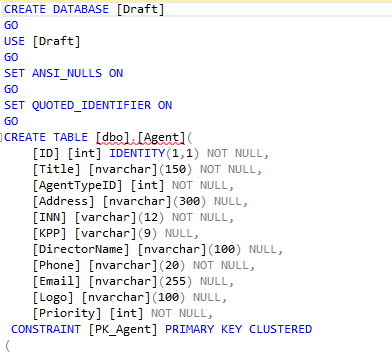 CREATE DATABASE [Draft]
GO
USE [Draft]
GO
SET ANSI_NULLS ON
GO
SET QUOTED_IDENTIFIER ON
GO
CREATE TABLE [dbo].[Agent](
    [ID] [int] IDENTITY(1,1) NOT NULL,
    [Title] [nvarchar](150) NOT NULL,
    [AgentTypeID] [int] NOT NULL,
    [Address] [nvarchar](300) NOT NULL,
    [INN] [varchar](12) NOT NULL,
    [KPP] [varchar](9) NULL,
    [DirectorName] [nvarchar](100) NULL,
    [Phone] [nvarchar](20) NOT NULL,
    [Email] [nvarchar](255) NULL,
    [Logo] [nvarchar](100) NULL,
    [Priority] [int] NOT NULL,
 CONSTRAINT [PK_Agent] PRIMARY KEY CLUSTERED
(